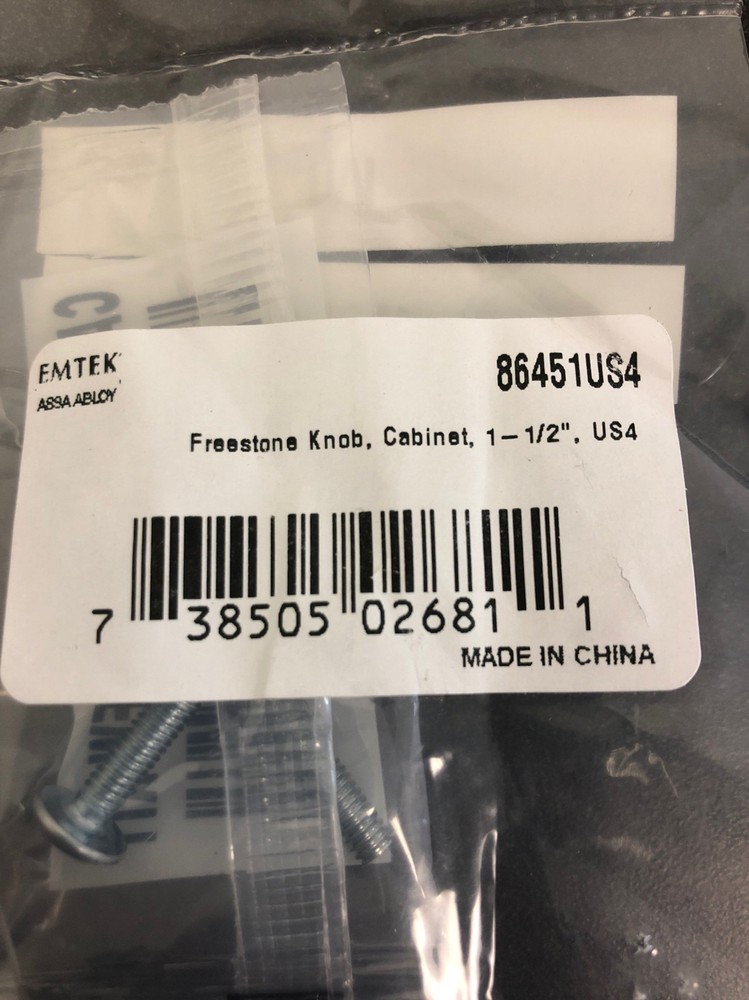 EMTEK
ASSA ABLOY
86451US4
Freestone Knob, Cabinet, 1-1/2", US4
7 38505 02681 1
MADE IN CHINA